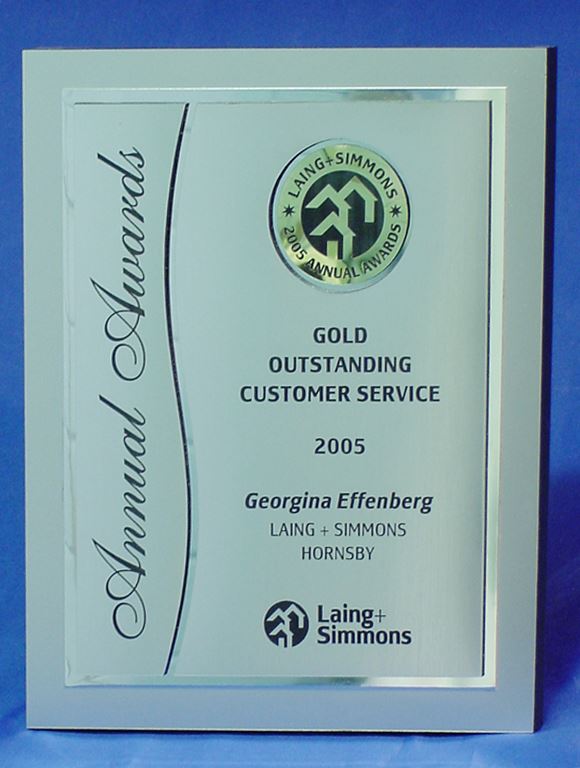 Annual Awards
LAING+SIMMONS
2005 ANNUAL AWARDS
GOLD
OUTSTANDING
CUSTOMER SERVICE
2005
Georgina Effenberg
LAING + SIMMONS
HORNSBY
Laing+
Simmons